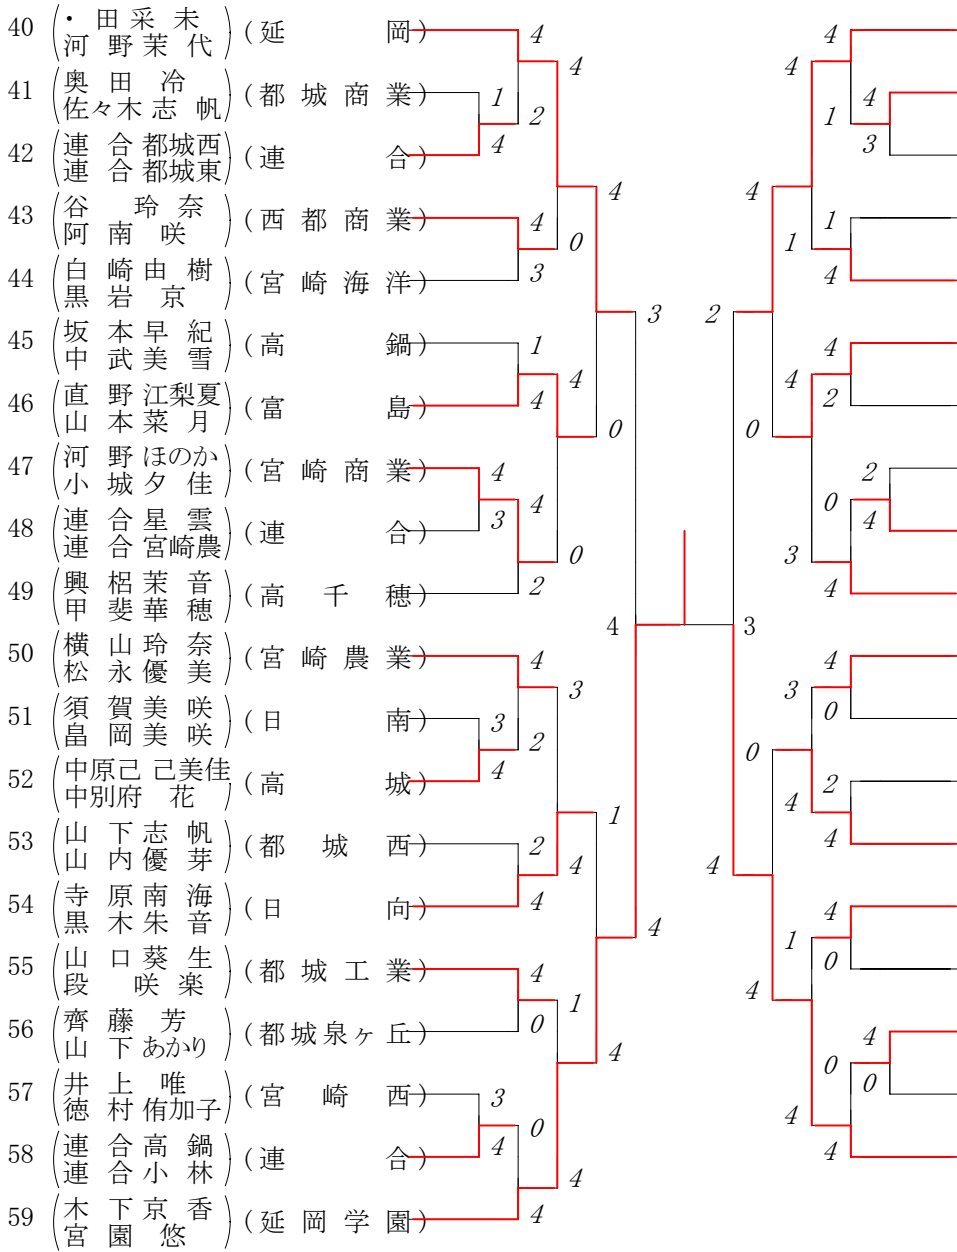 40 (・ 田 采 未 (延 岡)
河 野 茉 代)
41 (奥 田 冷 (都 城 商 業)
佐々木 志 帆)
42 (連 合 都城西 (連 合)
連 合 都城東)
43 (谷 玲 奈 (西 都 商 業)
阿 南 咲)
44 (白 崎 由 樹 (宮 崎 海 洋)
黒 岩 京)
45 (坂 本 早 紀 (高 鍋)
中 武 美 雪)
46 (直 野 江梨夏 (富 島)
山 本 菜 月)
47 (河 野 ほのか (宮 崎 商 業)
小 城 夕 佳)
48 (連 合 星 雲 (連 合)
連 合 宮崎農)
49 (興 梠 茉 音 (高 千 穂)
甲 斐 華 穂)
50 (横 山 玲 奈 (宮 崎 農 業)
松 永 優 美)
51 (須 賀 美 咲 (日 南)
畠 岡 美 咲)
52 (中原己 己美佳 (高 城)
中別府 花)
53 (山 下 志 帆 (都 城 西)
山 内 優 芽)
54 (寺 原 南 海 (日 向)
黒 木 朱 音)
55 (山 口 葵 生 (都 城 工 業)
段 咲 楽)
56 (齊 藤 芳 (都 城 泉 ヶ 丘)
山 下 あかり)
57 (井 上 唯 (宮 崎 西)
徳 村 侑加子)
58 (連 合 高 鍋 (連 合)
連 合 小 林)
59 (木 下 京 香 (延 岡 学 園)
宮 園 悠)
4
1
4
2
4
4
3
0
4
1
4
4
4
3
4
2
0
0
3
4
3
4
2
3
2
4
4
1
4
0
1
3
4
0
4
4
4
4
4
3
4
4
3
1
4
1
4
1
4
2
4
2
4
2
4
0
4
3
0
2
4
0
3
2
4
4
0
4
0
1
4
0
0
4
4
4
4